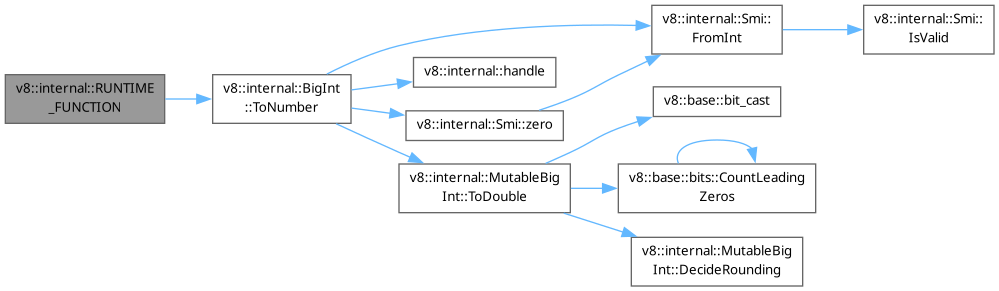 v8::internal::RUNTIME
_FUNCTION
v8::internal::BigInt
::ToNumber
v8::internal::Smi::
FromInt
v8::internal::Smi::
IsValid
v8::internal::handle
v8::internal::Smi::zero
v8::base::bit_cast
v8::internal::MutableBig
Int::ToDouble
v8::base::bits::CountLeading
Zeros
v8::internal::MutableBig
Int::DecideRounding